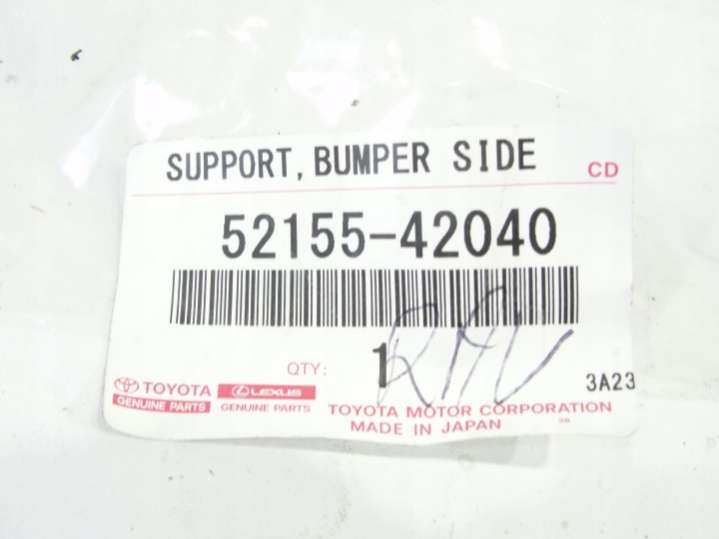 SUPPORT, BUMPER SIDE
CD
52155-42040
QTY: 1
RAV
3A23
TOYOTA LEXUS
GENUINE PARTS GENUINE PARTS
TOYOTA MOTOR CORPORATION
MADE IN JAPAN